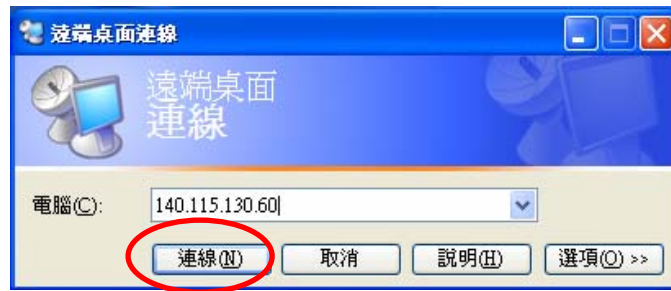 遠端桌面連線
遠端桌面
連線
電腦(C):
140.115.130.60
連線(N) 取消 說明(H) 選項(O) >>